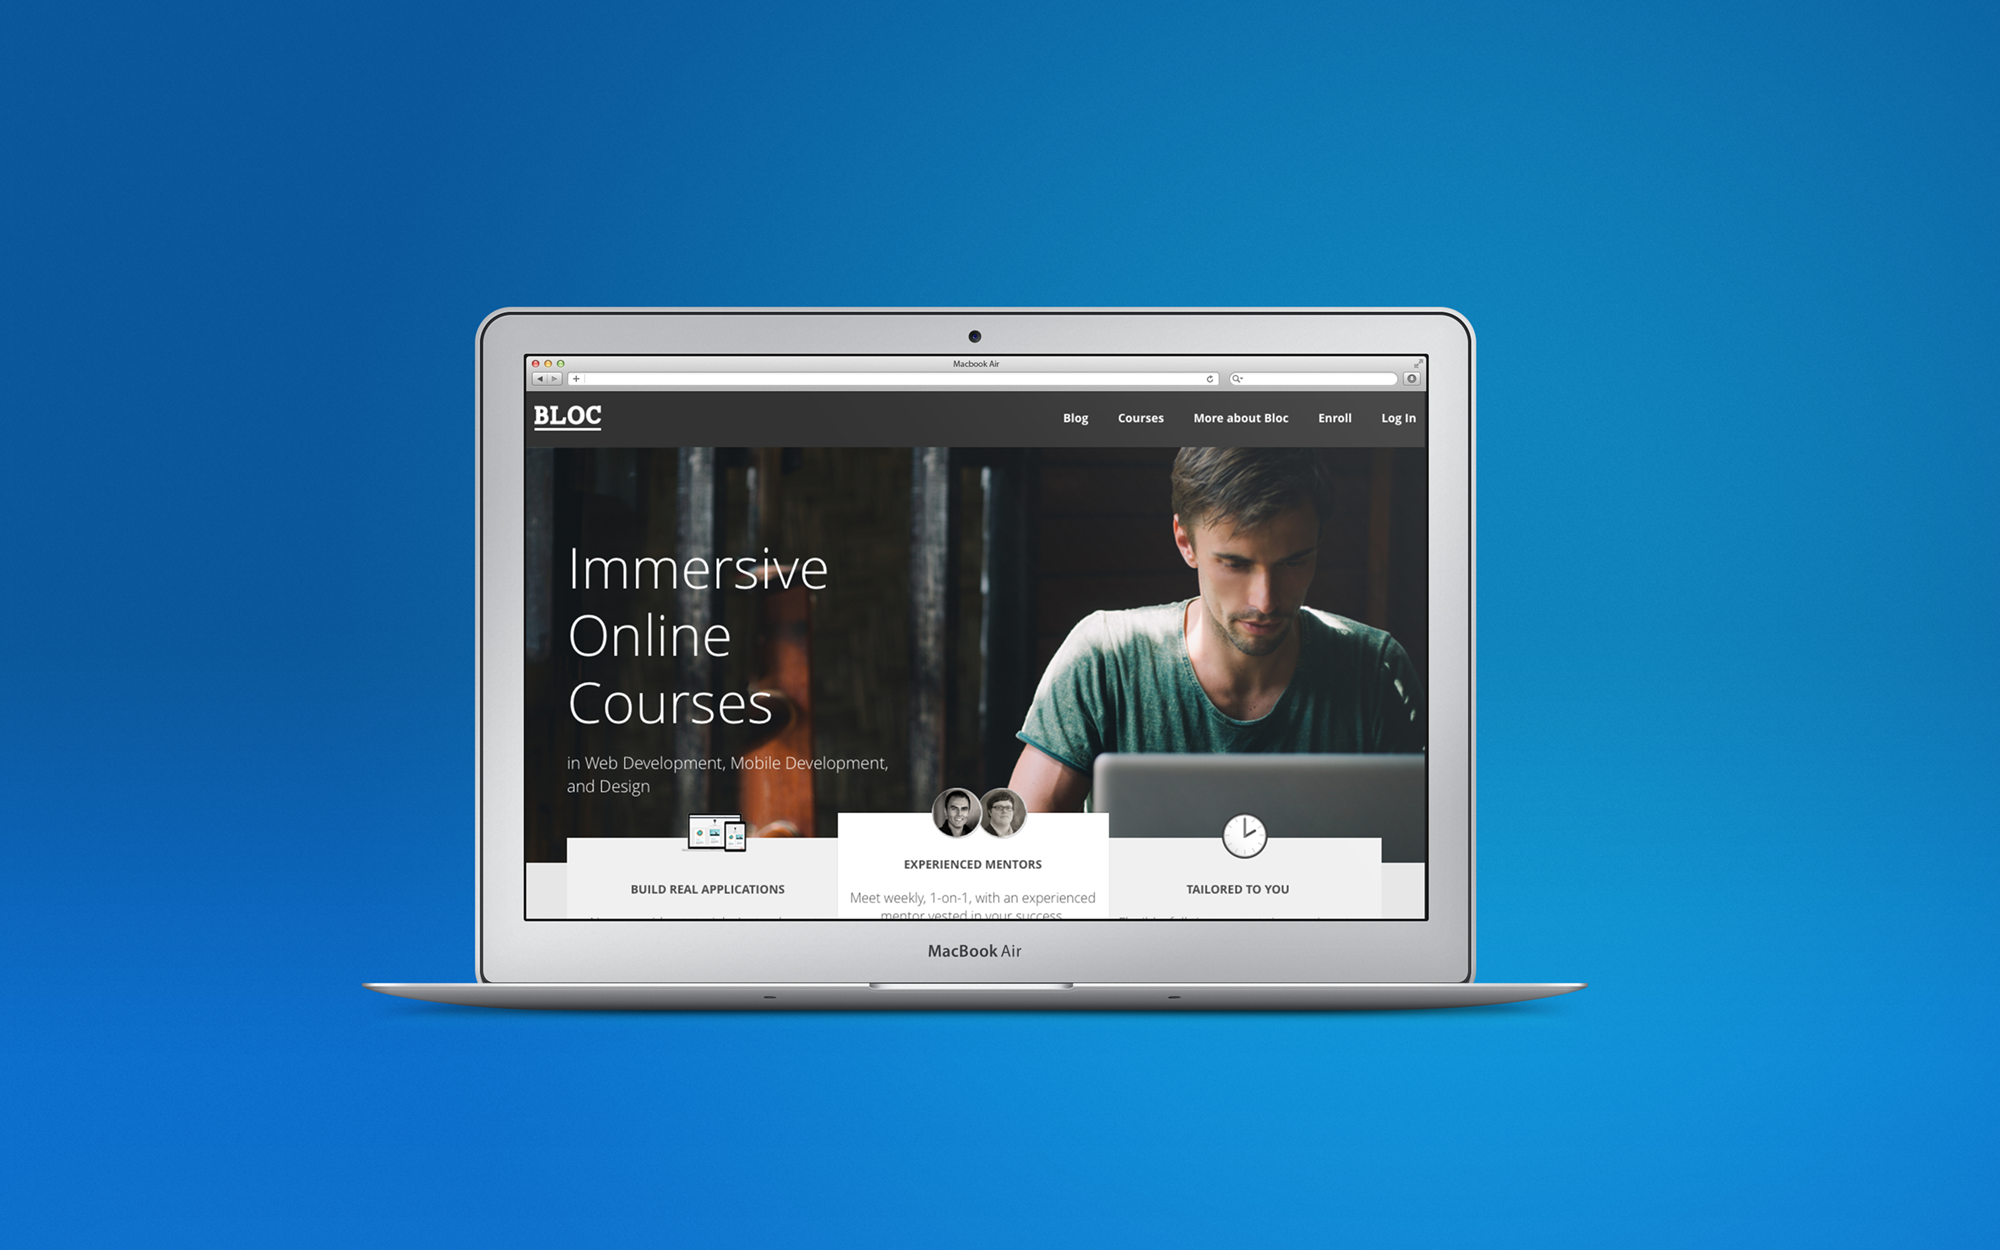 Macbook Air
BLOC
Blog Courses More about Bloc Enroll Log In
Immersive
Online
Courses
in Web Development, Mobile Development,
and Design
EXPERIENCED MENTORS
BUILD REAL APPLICATIONS
TAILORED TO YOU
Meet weekly, 1-on-1, with an experienced
mentor vested in your success
MacBook Air